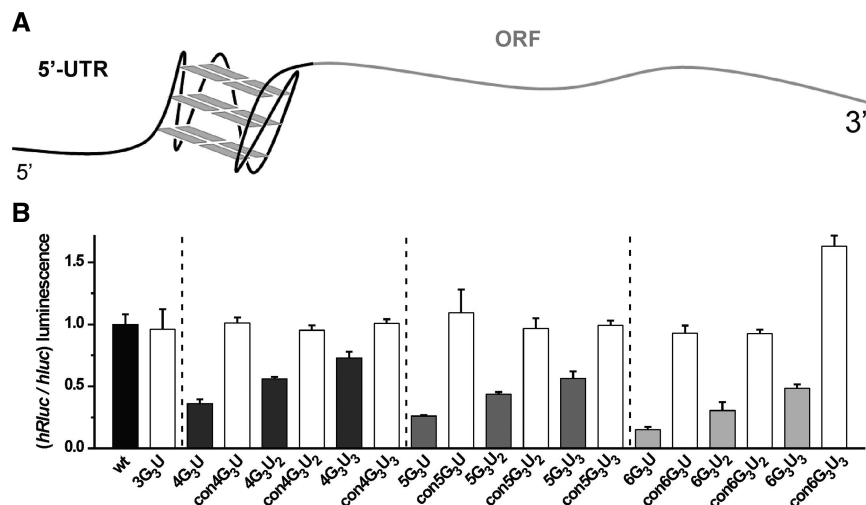 A
ORF
5'-UTR
3'
5'
B
(hRluc / hluc) luminescence
1.5
1.0
0.5
0.0
wt
3G₃U
4G₃U
con4G₃U
4G₃U₂
con4G₃U₂
4G₃U₃
con4G₃U₃
5G₃U
con5G₃U
5G₃U₂
con5G₃U₂
5G₃U₃
con5G₃U₃
6G₃U
con6G₃U
6G₃U₂
con6G₃U₂
6G₃U₃
con6G₃U₃